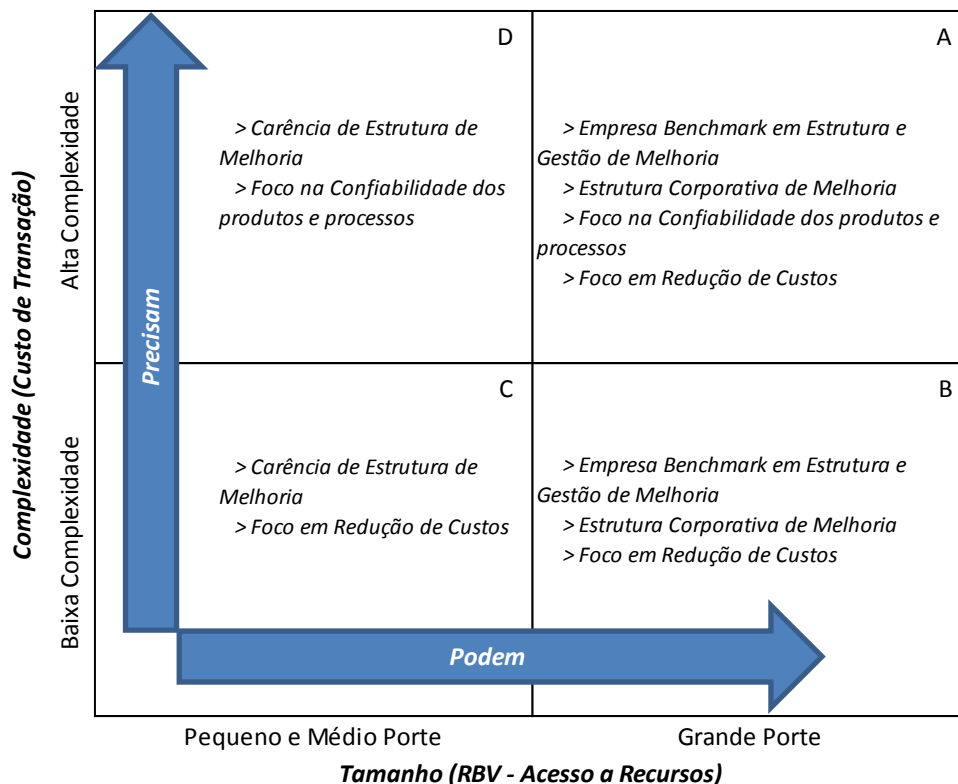 D
> Carência de Estrutura de
Melhoria
> Foco na Confiabilidade dos
produtos e processos
A
> Empresa Benchmark em Estrutura e
Gestão de Melhoria
> Estrutura Corporativa de Melhoria
> Foco na Confiabilidade dos produtos e
processos
> Foco em Redução de Custos
Complexidade (Custo de Transação)
Alta Complexidade
Baixa Complexidade
Precisam
C
> Carência de Estrutura de
Melhoria
> Foco em Redução de Custos
B
> Empresa Benchmark em Estrutura e
Gestão de Melhoria
> Estrutura Corporativa de Melhoria
> Foco em Redução de Custos
Podem
Pequeno e Médio Porte
Grande Porte
Tamanho (RBV - Acesso a Recursos)